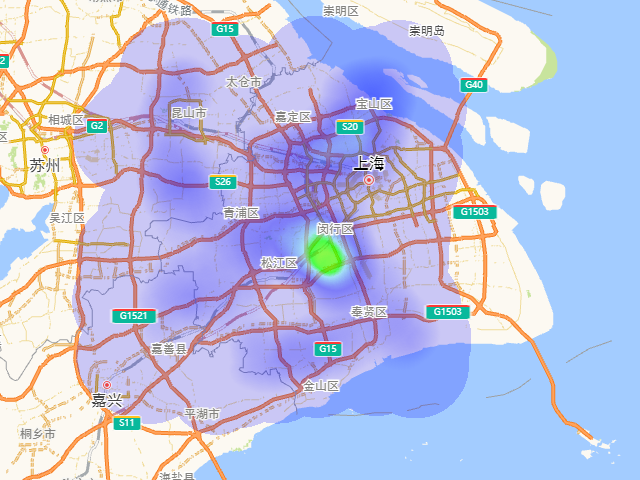 崇明区
通铁路
G15
崇明岛
太仓市
G40
宝山区
昆山市
嘉定区
相城区
G2
S20
苏州
上海
S26
吴江区
青浦区
G1503
闵行区
松江区
奉贤区
G1503
G1521
嘉善县
G15
金山区
嘉兴
平湖市
S11
桐乡市
海盐县